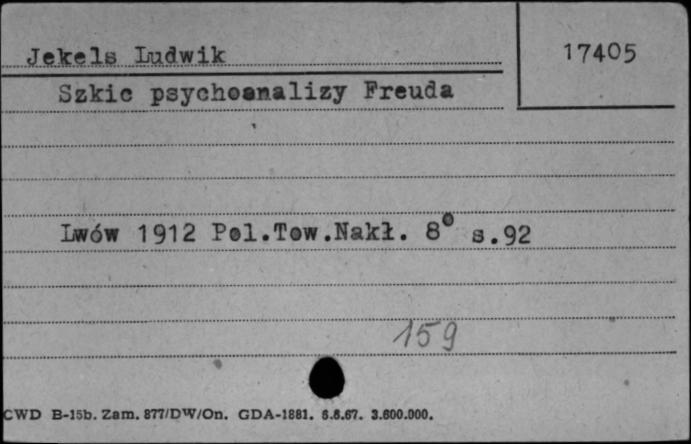 Jekels Ludwik
17405
Szkic psychoanalizy Freuda
Lwów 1912 Pol.Tow.Nakł. 8° s.92
159
CWD B-15b. Zam. 877/DW/On. GDA-1881. 6.6.67. 3.600.000.